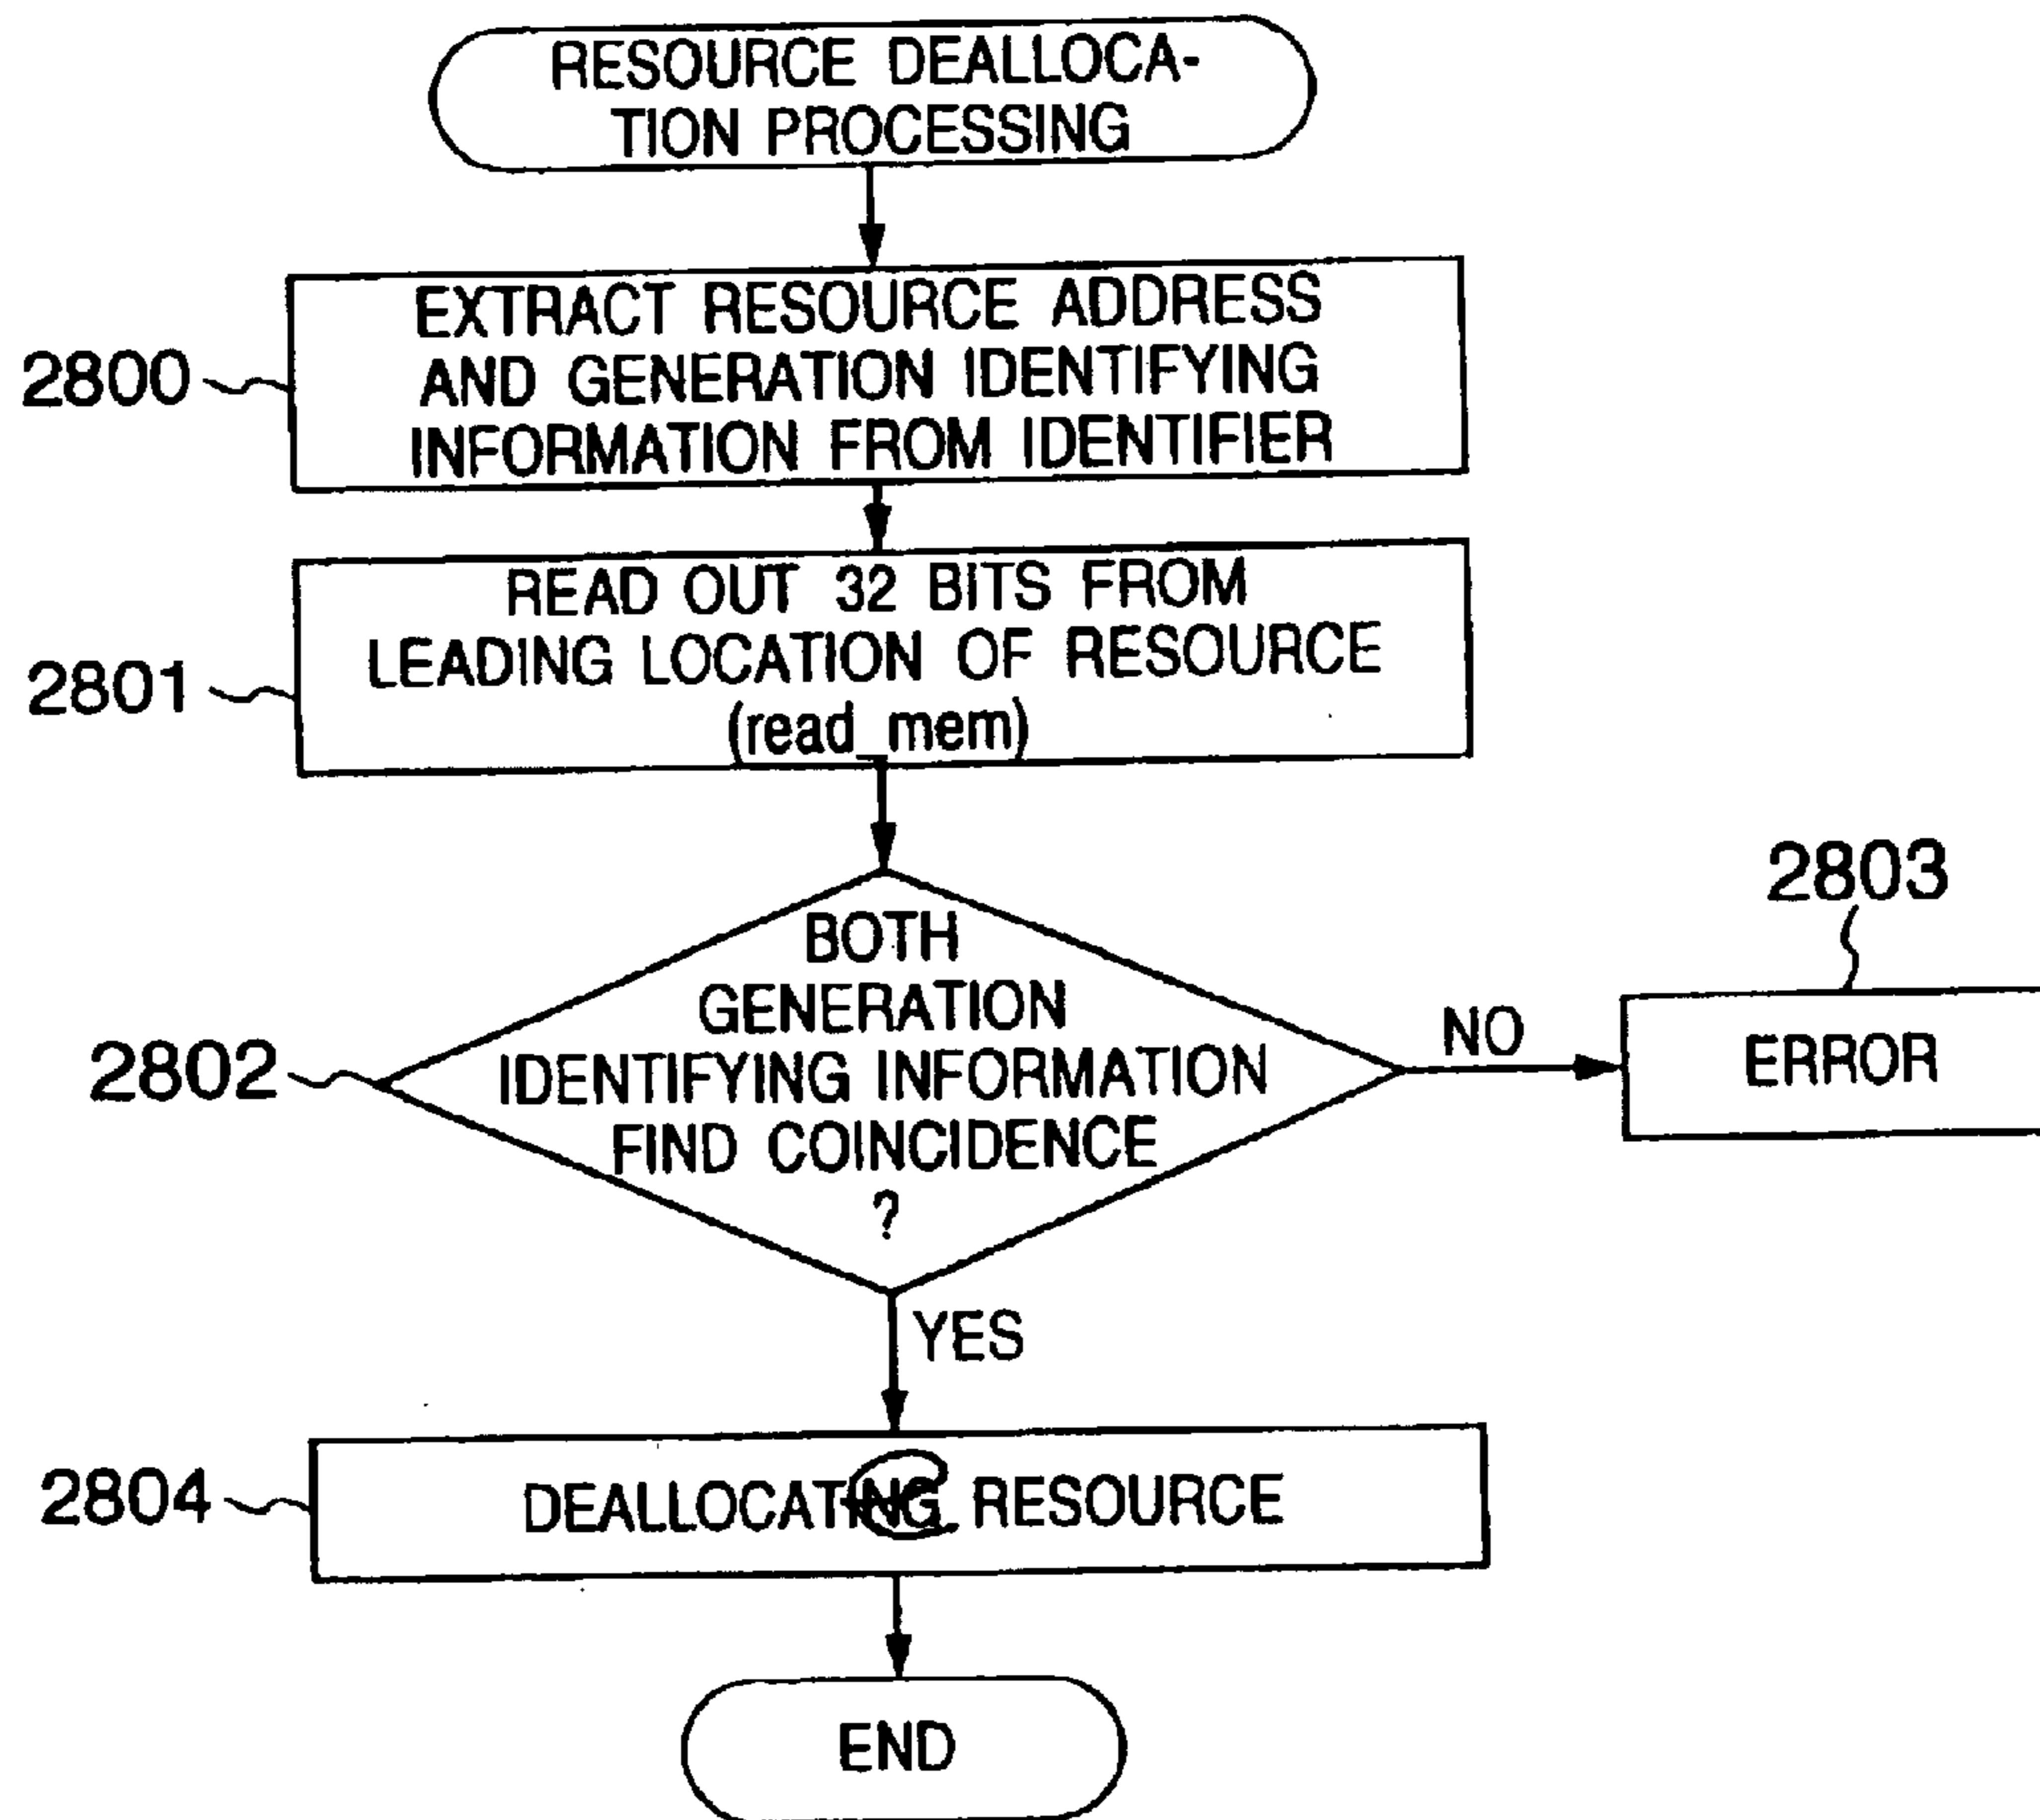 RESOURCE DEALLOCA-
TION PROCESSING
2800
EXTRACT RESOURCE ADDRESS
AND GENERATION IDENTIFYING
INFORMATION FROM IDENTIFIER
2801
READ OUT 32 BITS FROM
LEADING LOCATION OF RESOURCE
(read_mem)
2802
BOTH
GENERATION
IDENTIFYING INFORMATION
FIND COINCIDENCE
?
NO
2803
ERROR
YES
2804
DEALLOCATE RESOURCE
END